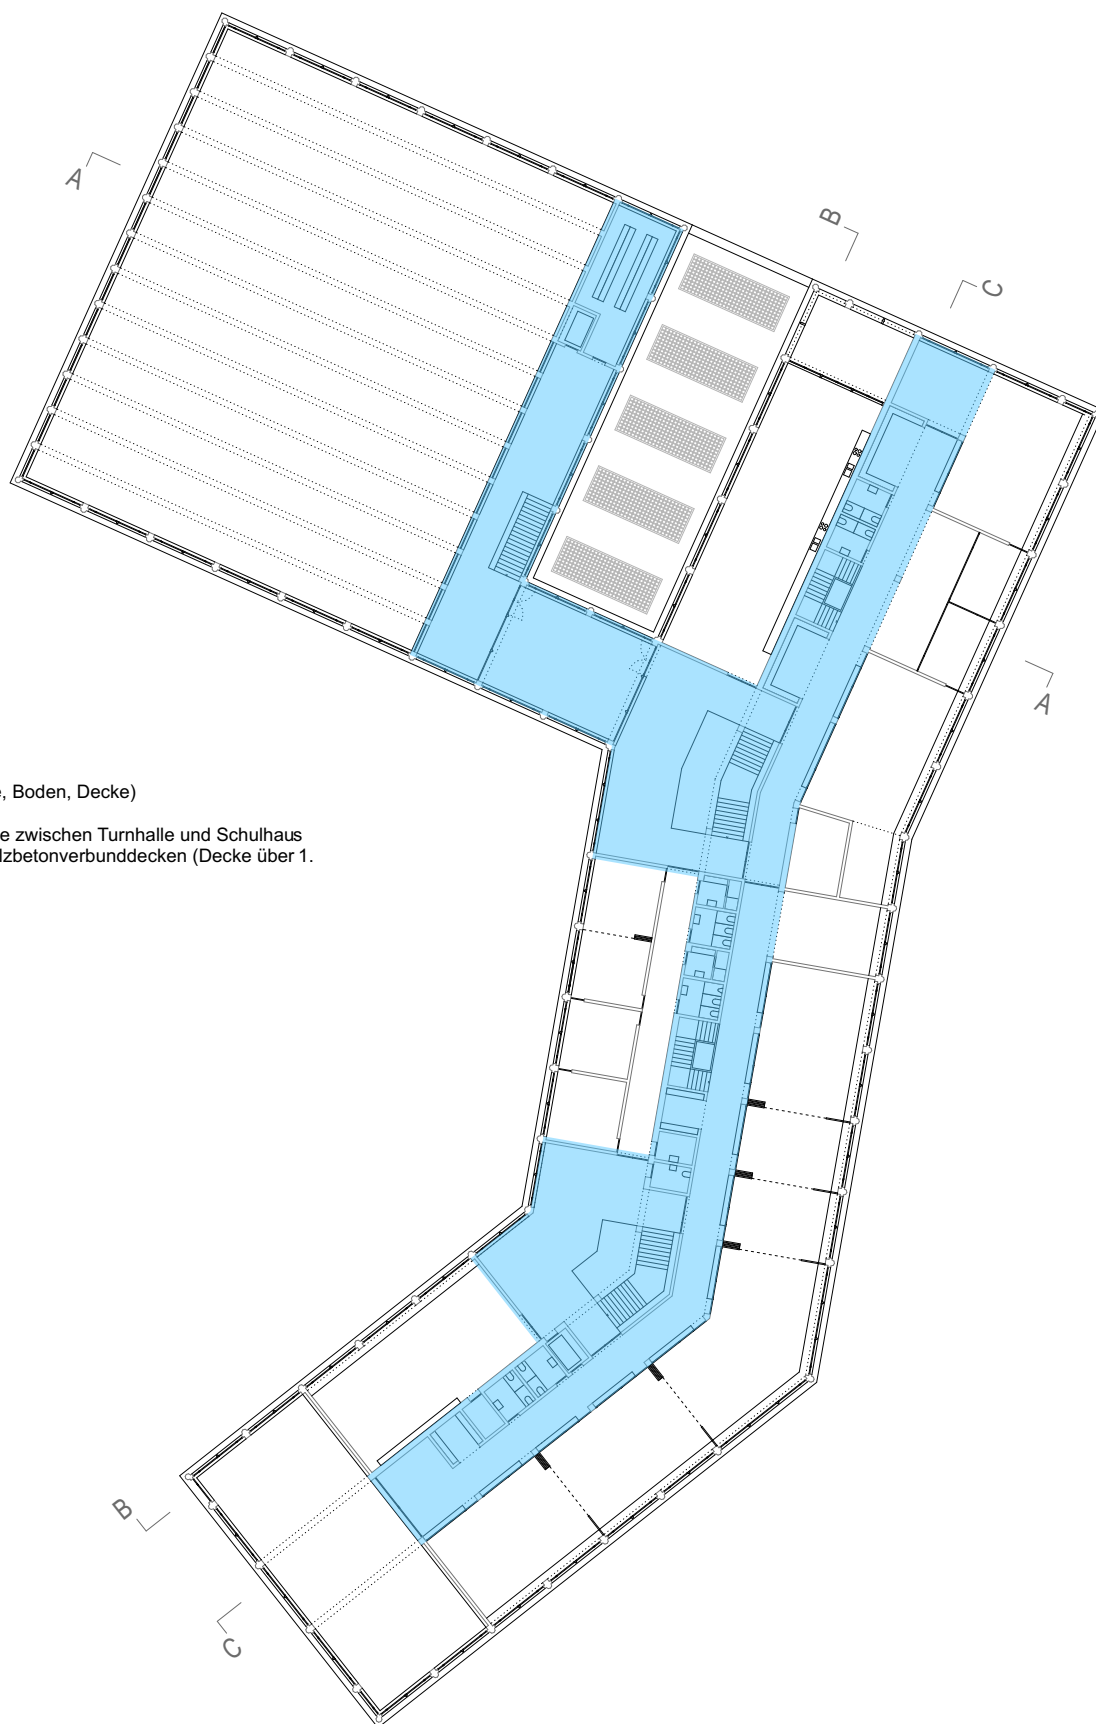 A
B
C
A
e, Boden, Decke)
e zwischen Turnhalle und Schulhaus
lzbetonverbunddecken (Decke über 1.
B
C